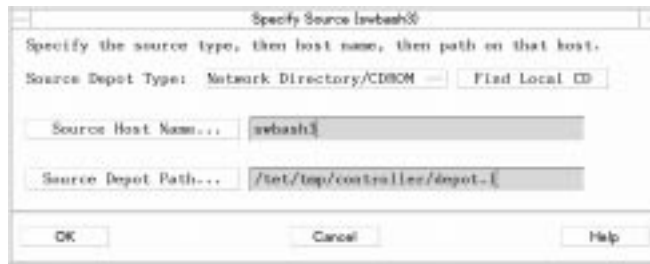 Specify Source (swbash3)
Specify the source type, then host name, then path on that host.
Source Depot Type: Network Directory/CDROM Find Local CD
Source Host Name... swbash3
Source Depot Path... /tet/tmp/controller/depot.1
OK Cancel Help